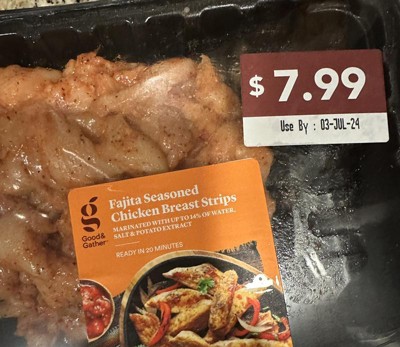 $7.99
Use By : 03-JUL-24
g
Good&
Gather™
Fajita Seasoned
Chicken Breast Strips
MARINATED WITH UP TO 14% OF WATER,
SALT & POTATO EXTRACT
READY IN 20 MINUTES